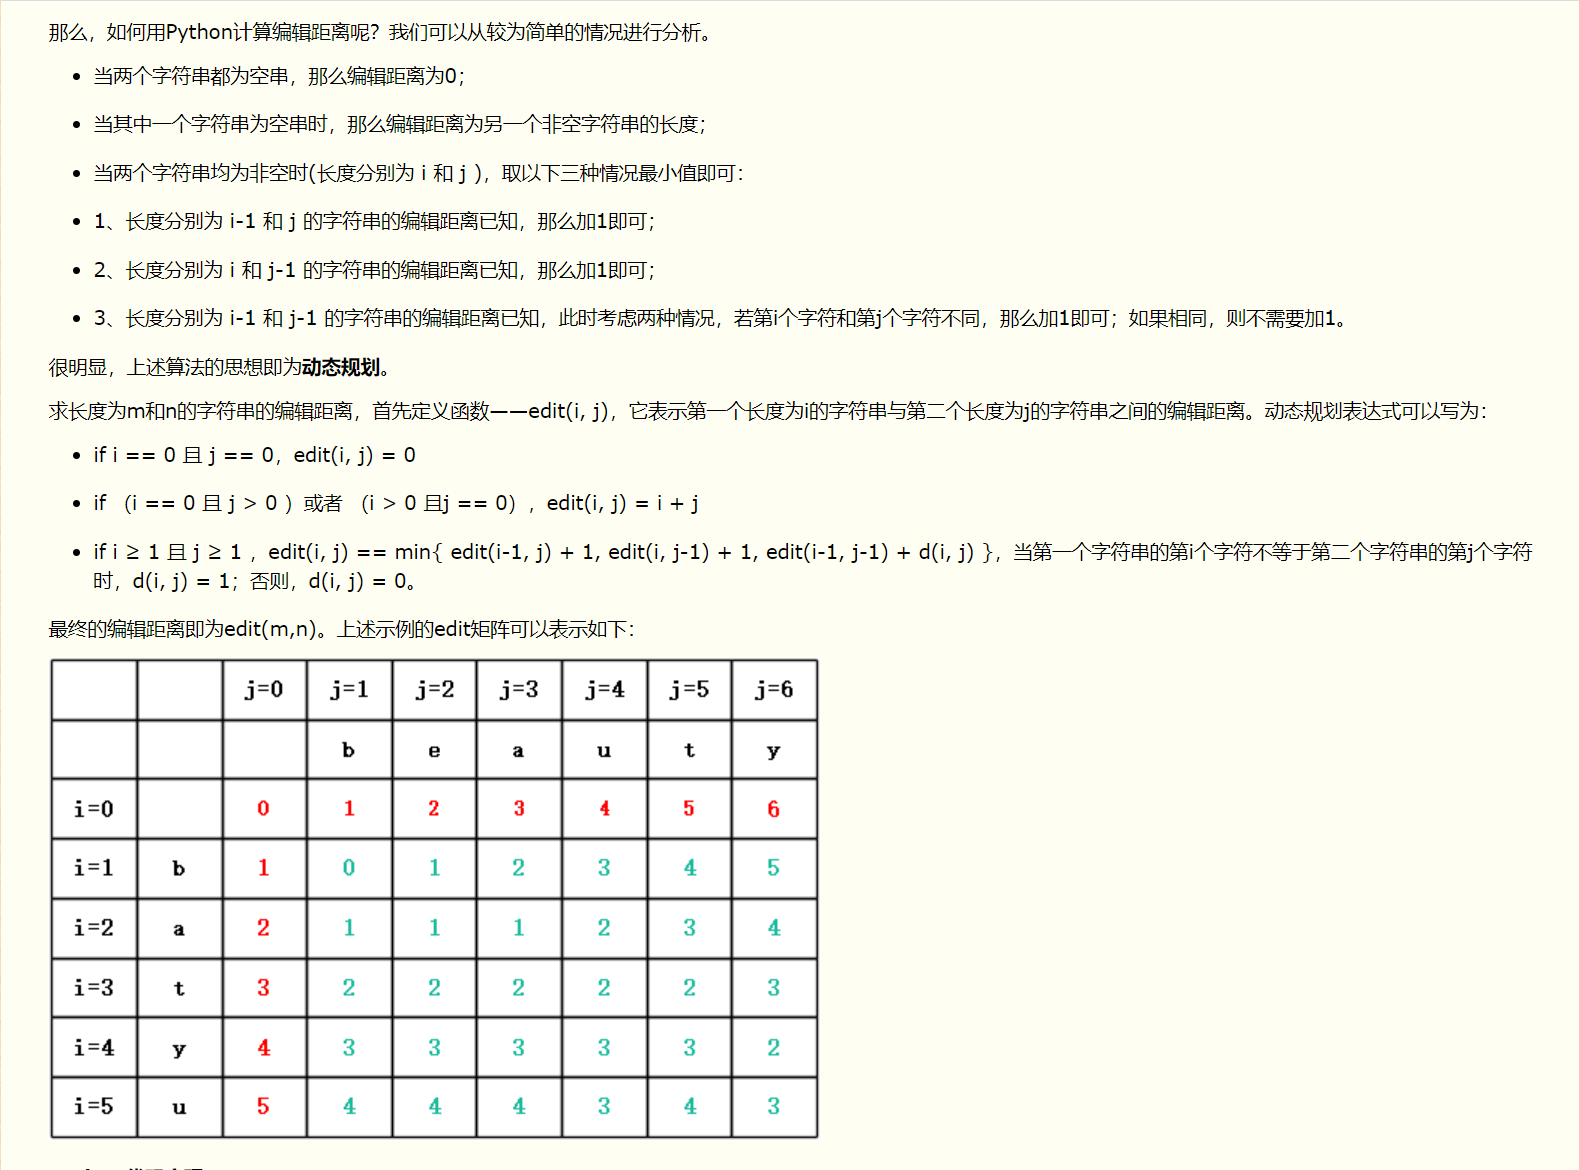 那么，如何用Python计算编辑距离呢？我们可以从较为简单的情况进行分析。
当两个字符串都为空串，那么编辑距离为0；
当其中一个字符串为空串时，那么编辑距离为另一个非空字符串的长度；
当两个字符串均为非空时(长度分别为 i 和 j )，取以下三种情况最小值即可：
1、长度分别为 i-1 和 j 的字符串的编辑距离已知，那么加1即可；
2、长度分别为 i 和 j-1 的字符串的编辑距离已知，那么加1即可；
3、长度分别为 i-1 和 j-1 的字符串的编辑距离已知，此时考虑两种情况，若第i个字符和第j个字符不同，那么加1即可；如果相同，则不需要加1。
很明显，上述算法的思想即为动态规划。
求长度为m和n的字符串的编辑距离，首先定义函数——edit(i, j)，它表示第一个长度为i的字符串与第二个长度为j的字符串之间的编辑距离。动态规划表达式可以写为：
if i == 0 且 j == 0，edit(i, j) = 0
if （i == 0 且 j > 0 ）或者 （i > 0 且j == 0），edit(i, j) = i + j
if i ≥ 1 且 j ≥ 1 ，edit(i, j) == min{ edit(i-1, j) + 1, edit(i, j-1) + 1, edit(i-1, j-1) + d(i, j) }，当第一个字符串的第i个字符不等于第二个字符串的第j个字符
时，d(i, j) = 1；否则，d(i, j) = 0。
最终的编辑距离即为edit(m,n)。上述示例的edit矩阵可以表示如下：
j=0 j=1 j=2 j=3 j=4 j=5 j=6
b e a u t y
i=0 0 1 2 3 4 5 6
i=1 b 1 0 1 2 3 4 5
i=2 a 2 1 1 1 2 3 4
i=3 t 3 2 2 2 2 2 3
i=4 y 4 3 3 3 3 3 2
i=5 u 5 4 4 4 3 4 3